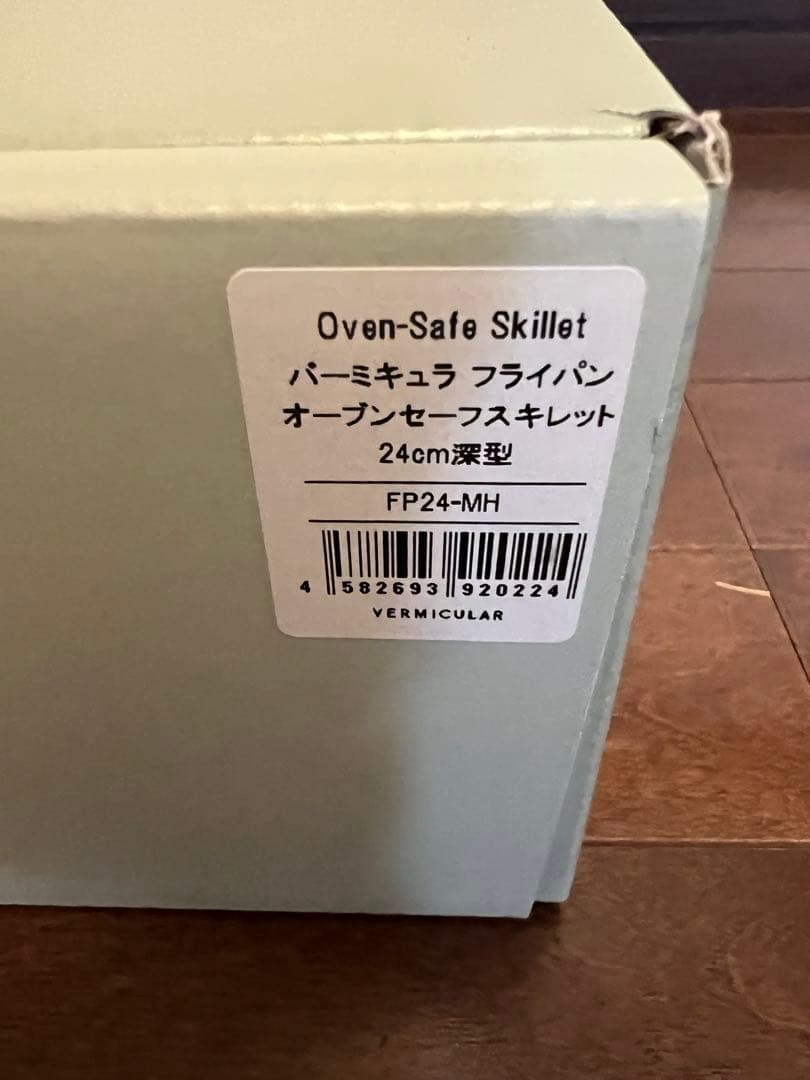 Oven-Safe Skillet
バーミキュラ フライパン
オーブンセーフスキレット
24cm深型
FP24-MH
4 582693 920224
VERMICULAR